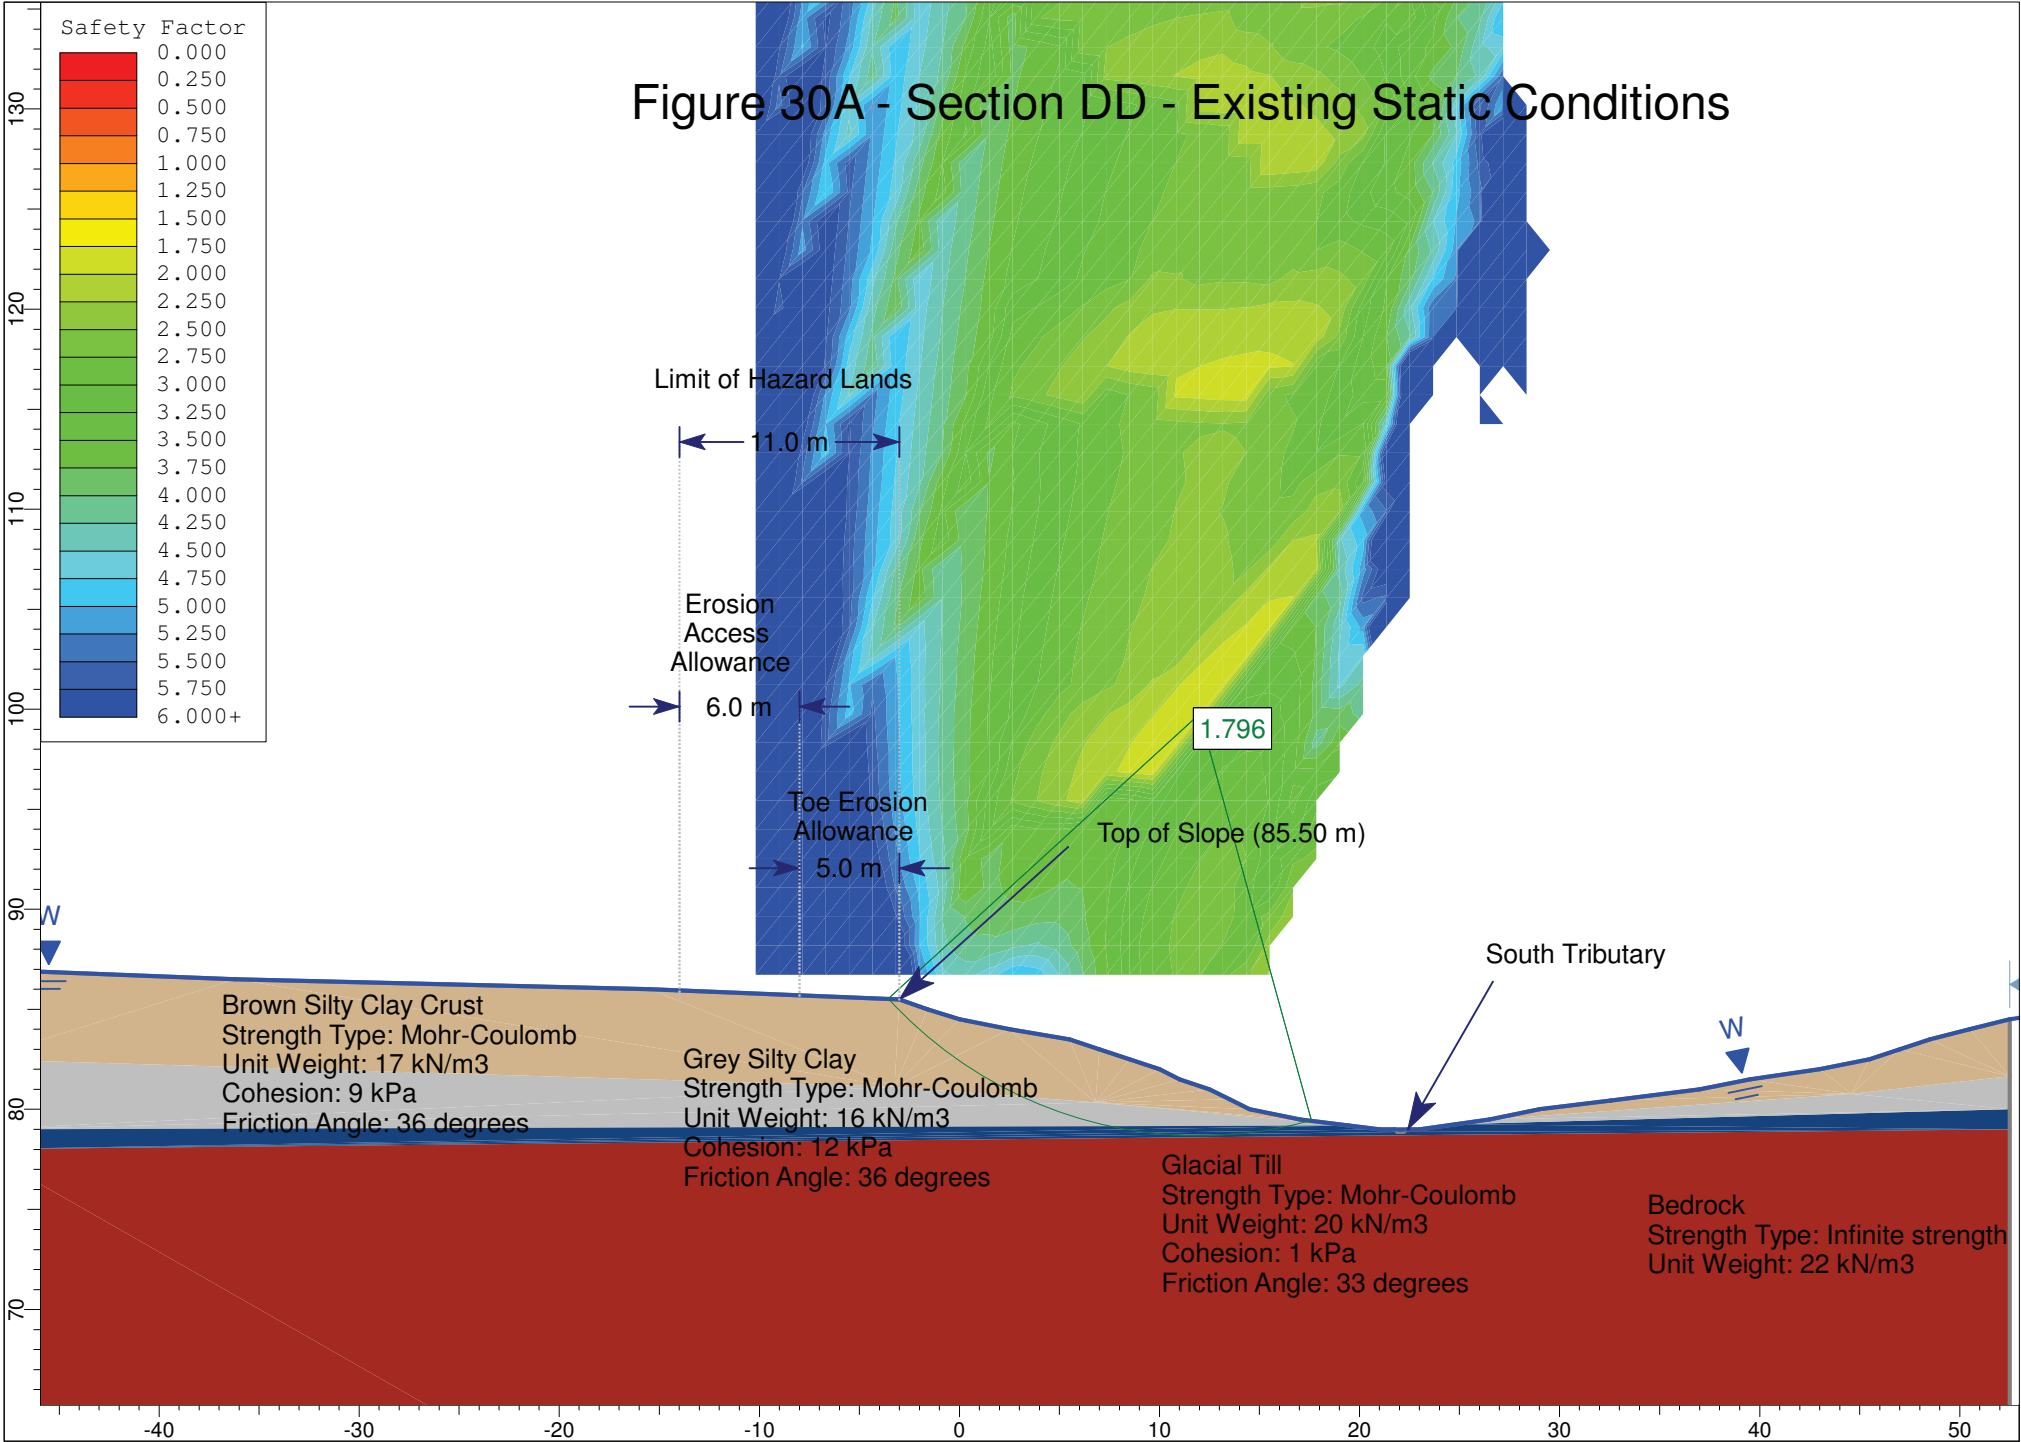 Safety Factor
0.000
0.250
0.500
0.750
1.000
1.250
1.500
1.750
2.000
2.250
2.500
2.750
3.000
3.250
3.500
3.750
4.000
4.250
4.500
4.750
5.000
5.250
5.500
5.750
6.000+
Figure 30A - Section DD - Existing Static Conditions
Limit of Hazard Lands
11.0 m
Erosion
Access
Allowance
6.0 m
1.796
Toe Erosion
Allowance
5.0 m
Top of Slope (85.50 m)
South Tributary
W
W
Brown Silty Clay Crust
Strength Type: Mohr-Coulomb
Unit Weight: 17 kN/m3
Cohesion: 9 kPa
Friction Angle: 36 degrees
Grey Silty Clay
Strength Type: Mohr-Coulomb
Unit Weight: 16 kN/m3
Cohesion: 12 kPa
Friction Angle: 36 degrees
Glacial Till
Strength Type: Mohr-Coulomb
Unit Weight: 20 kN/m3
Cohesion: 1 kPa
Friction Angle: 33 degrees
Bedrock
Strength Type: Infinite strength
Unit Weight: 22 kN/m3
130
120
110
100
90
80
70
-40 -30 -20 -10 0 10 20 30 40 50